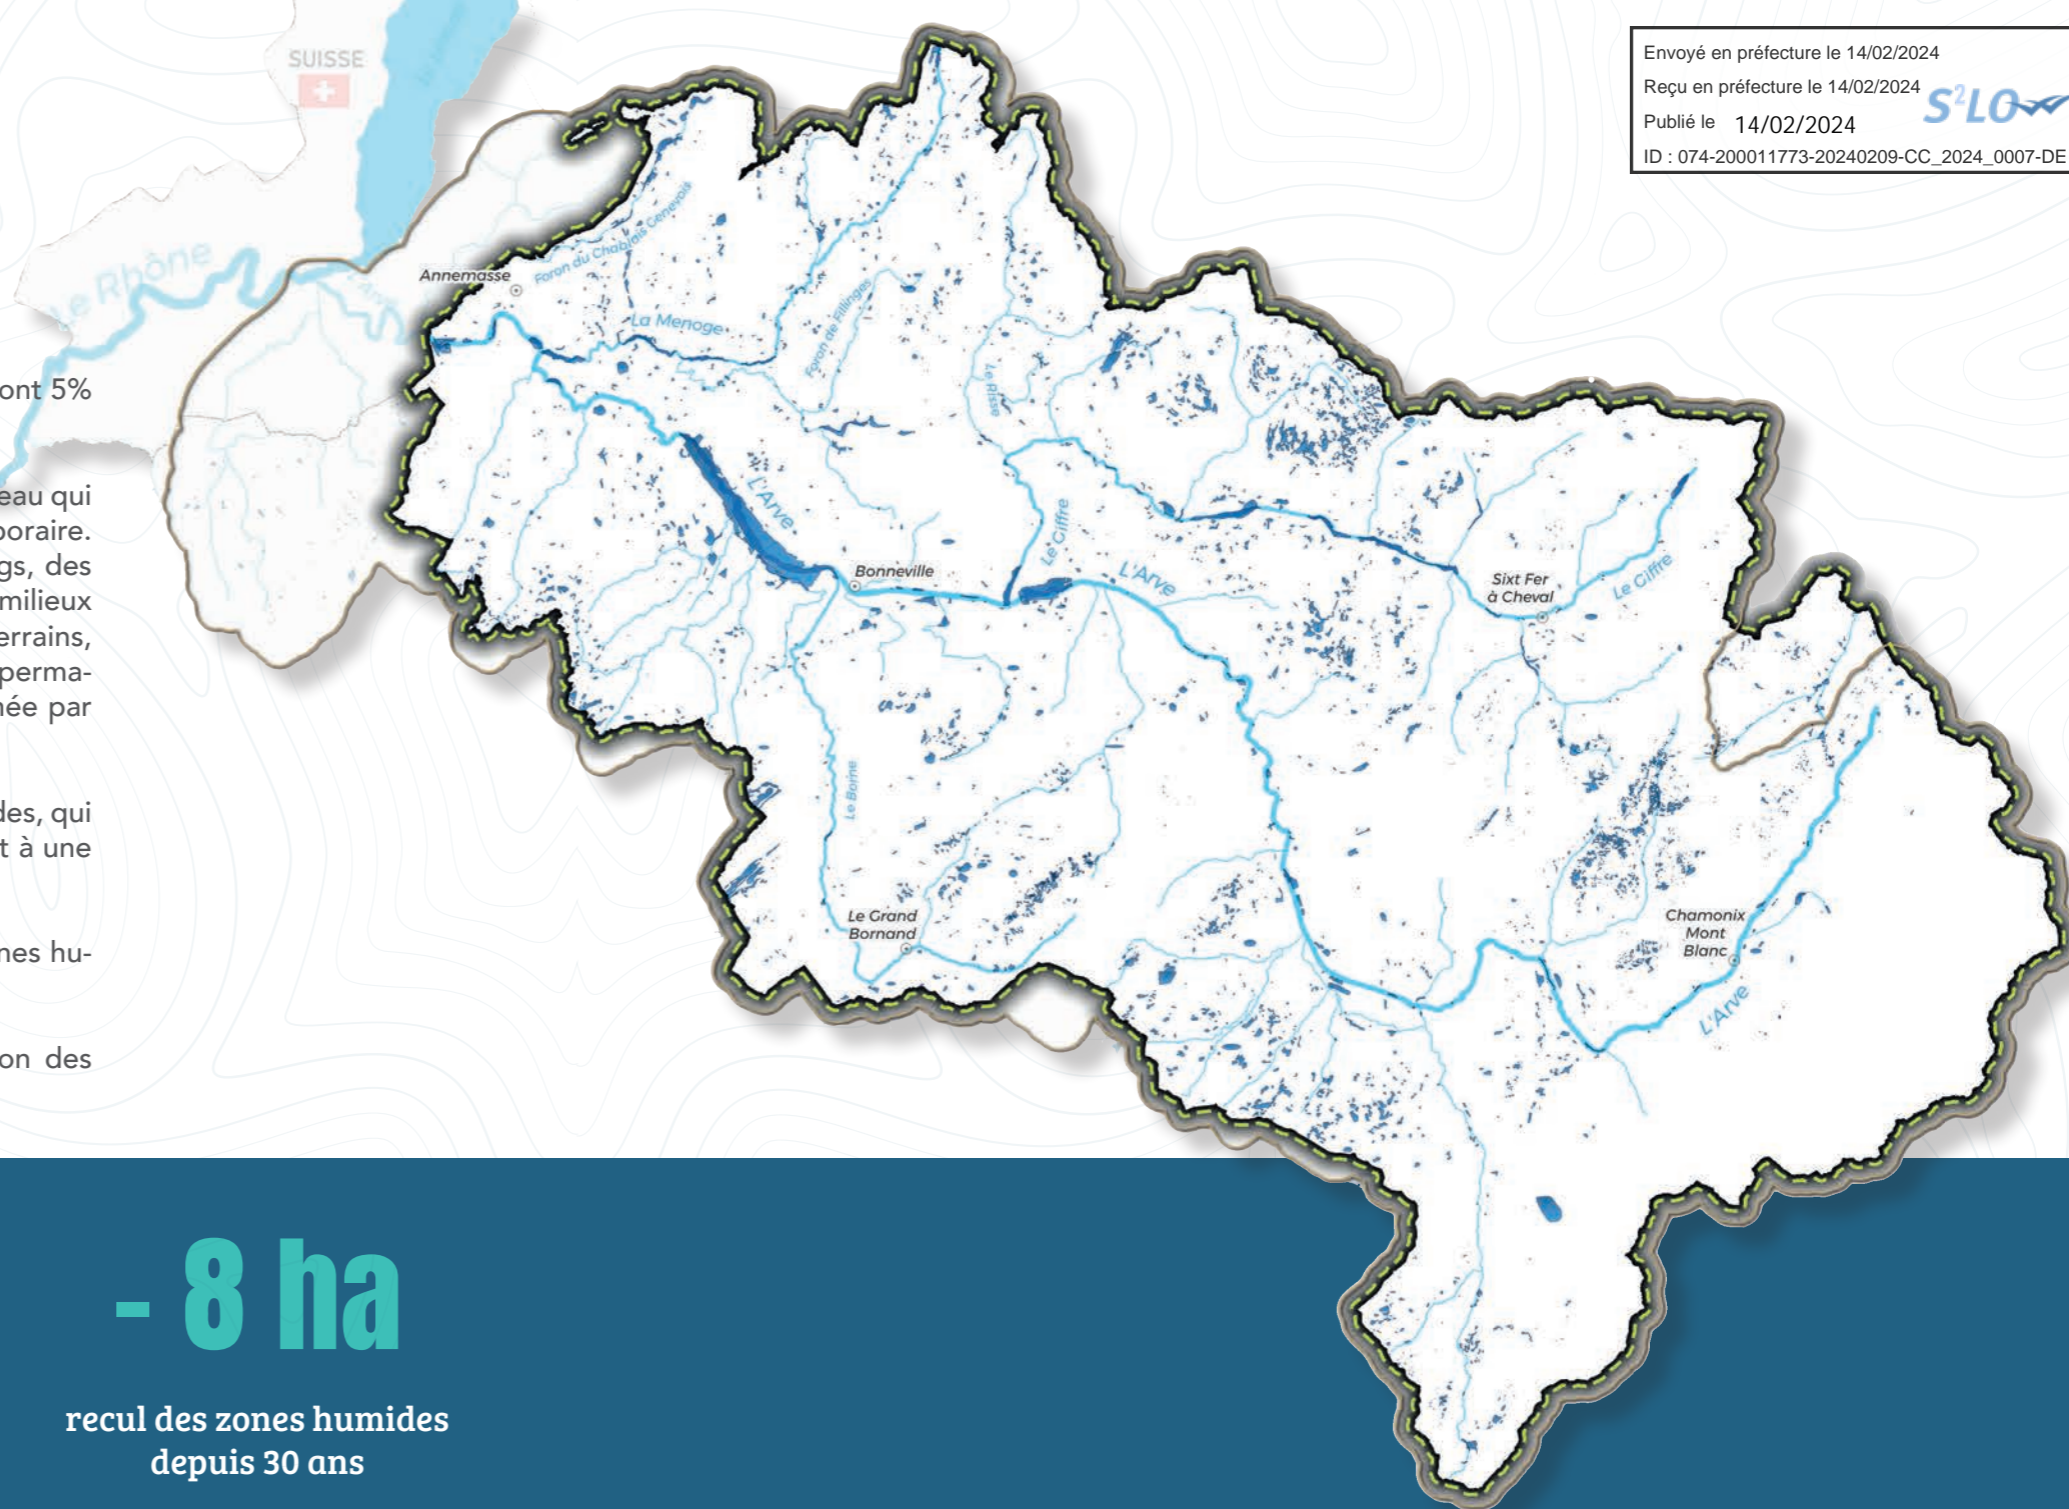 Envoyé en préfecture le 14/02/2024
Reçu en préfecture le 14/02/2024
Publié le 14/02/2024
ID : 074-200011773-20240209-CC_2024_0007-DE
S²LO
SUISSE
Le Rhône
L'Arve
Annemasse
Foron du Chablais Genevois
La Menoge
Foron de Fillinges
Le Risse
ont 5%
eau qui
poraire.
gs, des
milieux
errains,
perma-
née par
des, qui
t à une
nes hu-
on des
L'Arve
Bonneville
Le Giffre
L'Arve
Sixt Fer
à Cheval
Le Giffre
Le Borne
Le Grand
Bornand
Chamonix
Mont
Blanc
L'Arve
- 8 ha
recul des zones humides
depuis 30 ans